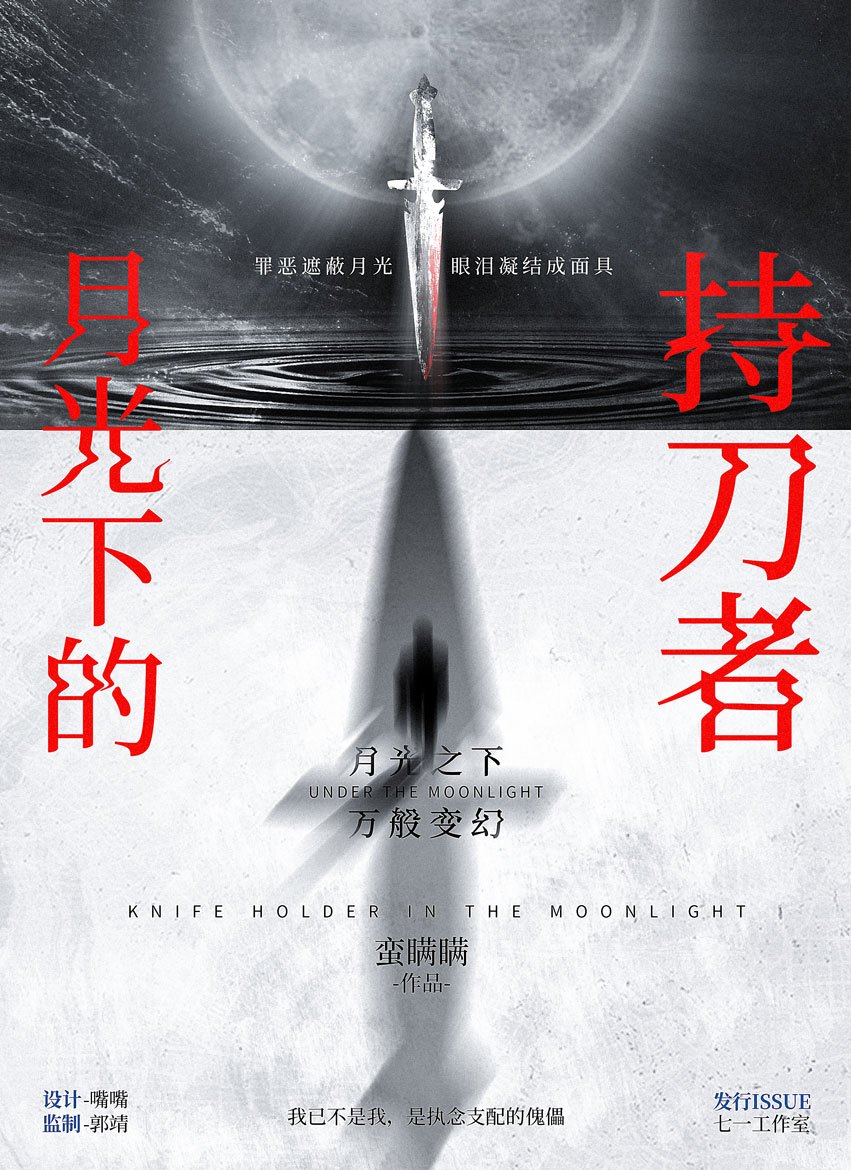 罪恶遮蔽月光 眼泪凝结成面具
月光下的
持刀者
月光之下
UNDER THE MOONLIGHT
万般变幻
KNIFE HOLDER IN THE MOONLIGHT
蛮瞒瞒
-作品-
设计-嘴嘴
监制-郭靖
我已不是我，是执念支配的傀儡
发行ISSUE
七一工作室